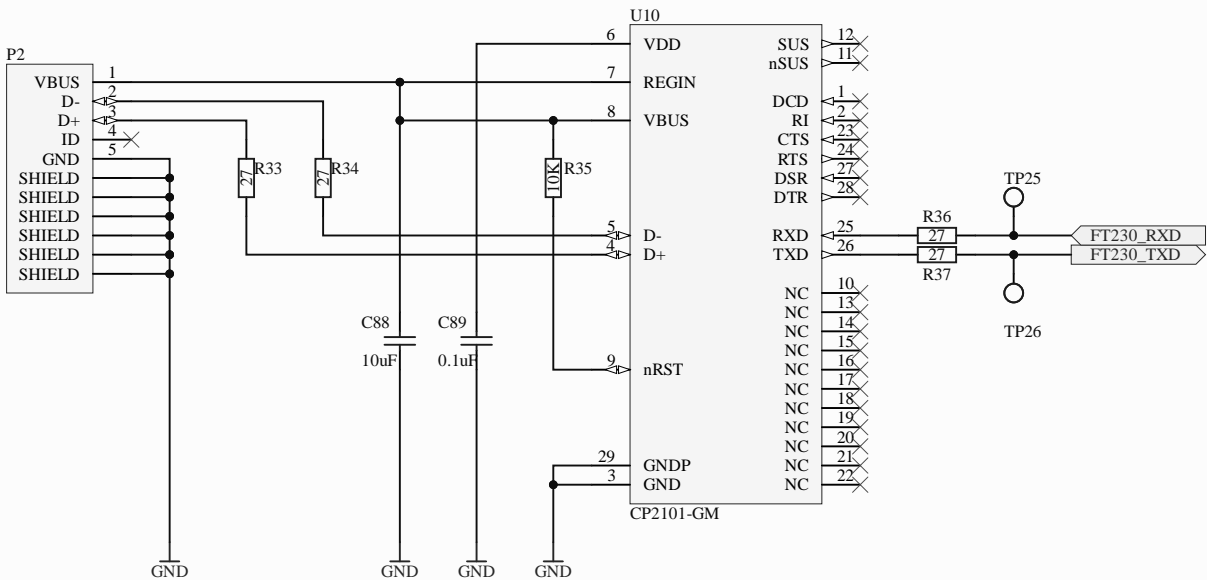 U10
P2
VBUS 1
D- 2
D+ 3
ID 4
GND 5
SHIELD
SHIELD
SHIELD
SHIELD
SHIELD
SHIELD
27 R33
27 R34
10K R35
C88
10uF
C89
0.1uF
GND
GND
GND
GND
6 VDD
7 REGIN
8 VBUS
5 D-
4 D+
9 nRST
29 GNDP
3 GND
SUS 12
nSUS 11
DCD 1
RI 2
CTS 23
RTS 24
DSR 27
DTR 28
RXD 25
TXD 26
NC 10
NC 13
NC 14
NC 15
NC 16
NC 17
NC 18
NC 19
NC 20
NC 21
NC 22
CP2101-GM
R36
27
27
R37
TP25
FT230_RXD
FT230_TXD
TP26